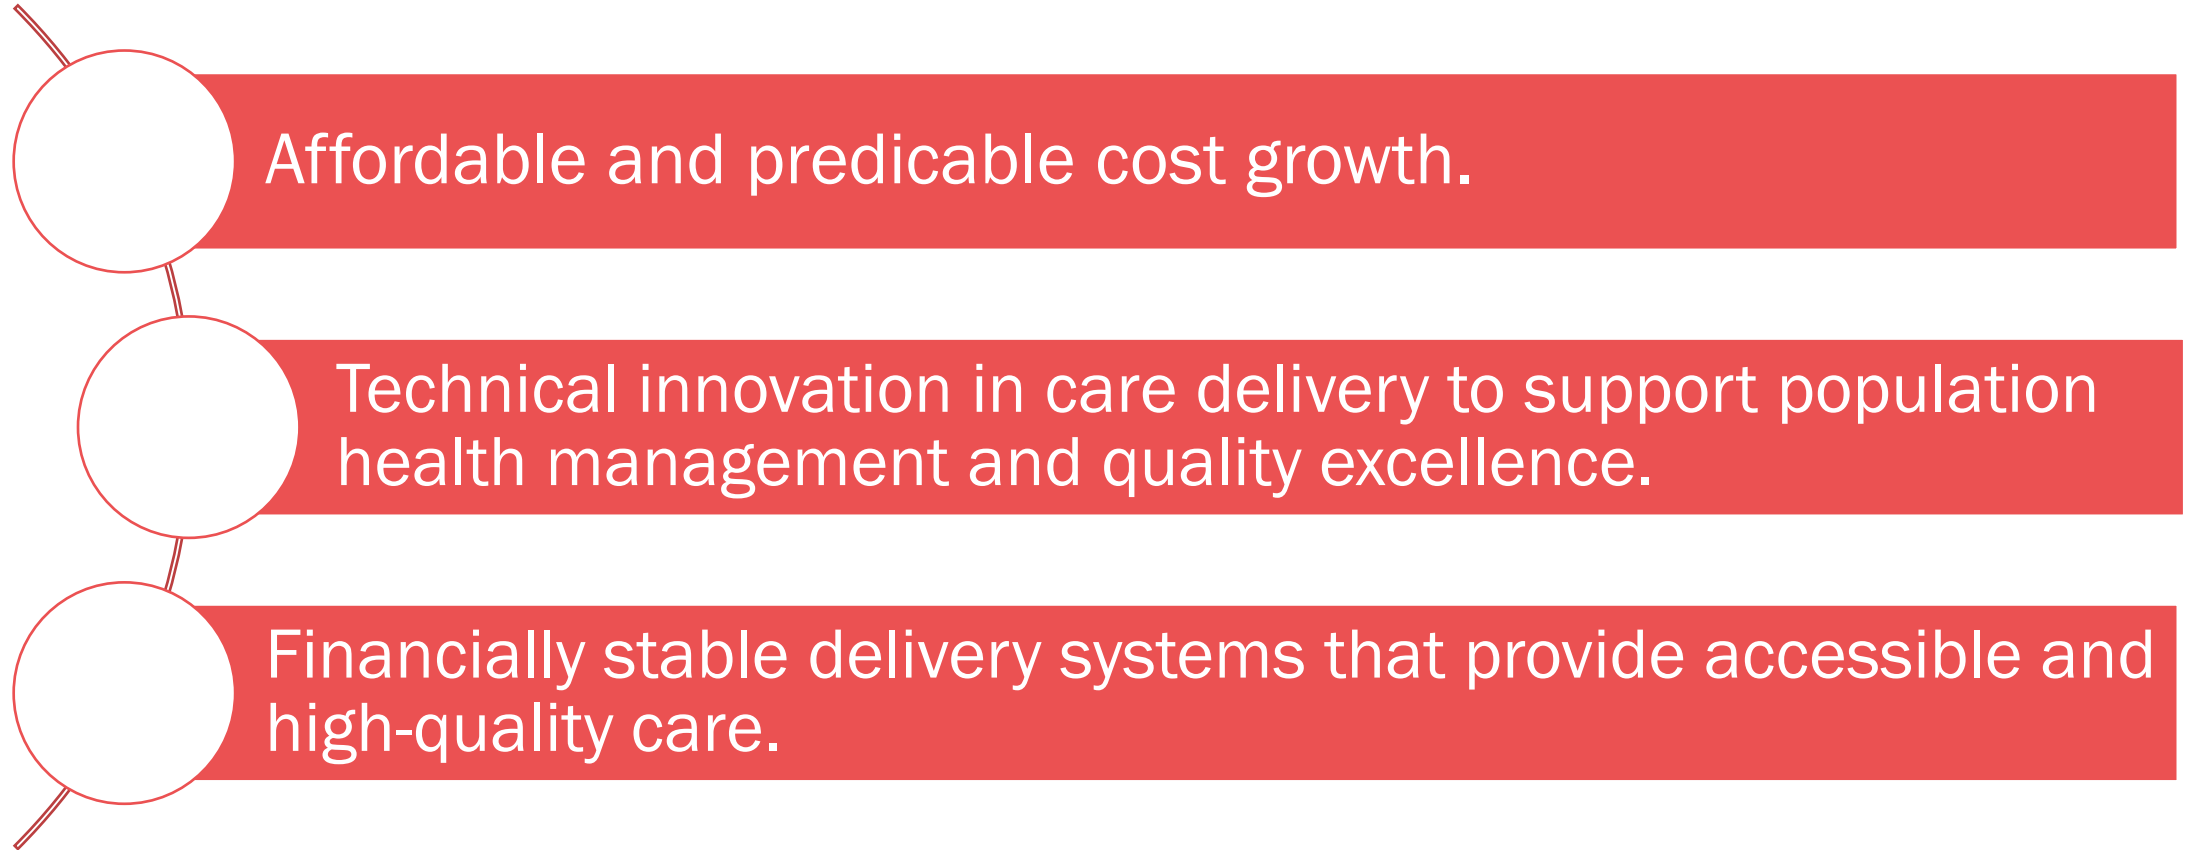 Affordable and predicable cost growth.
Technical innovation in care delivery to support population
health management and quality excellence.
Financially stable delivery systems that provide accessible and
high-quality care.